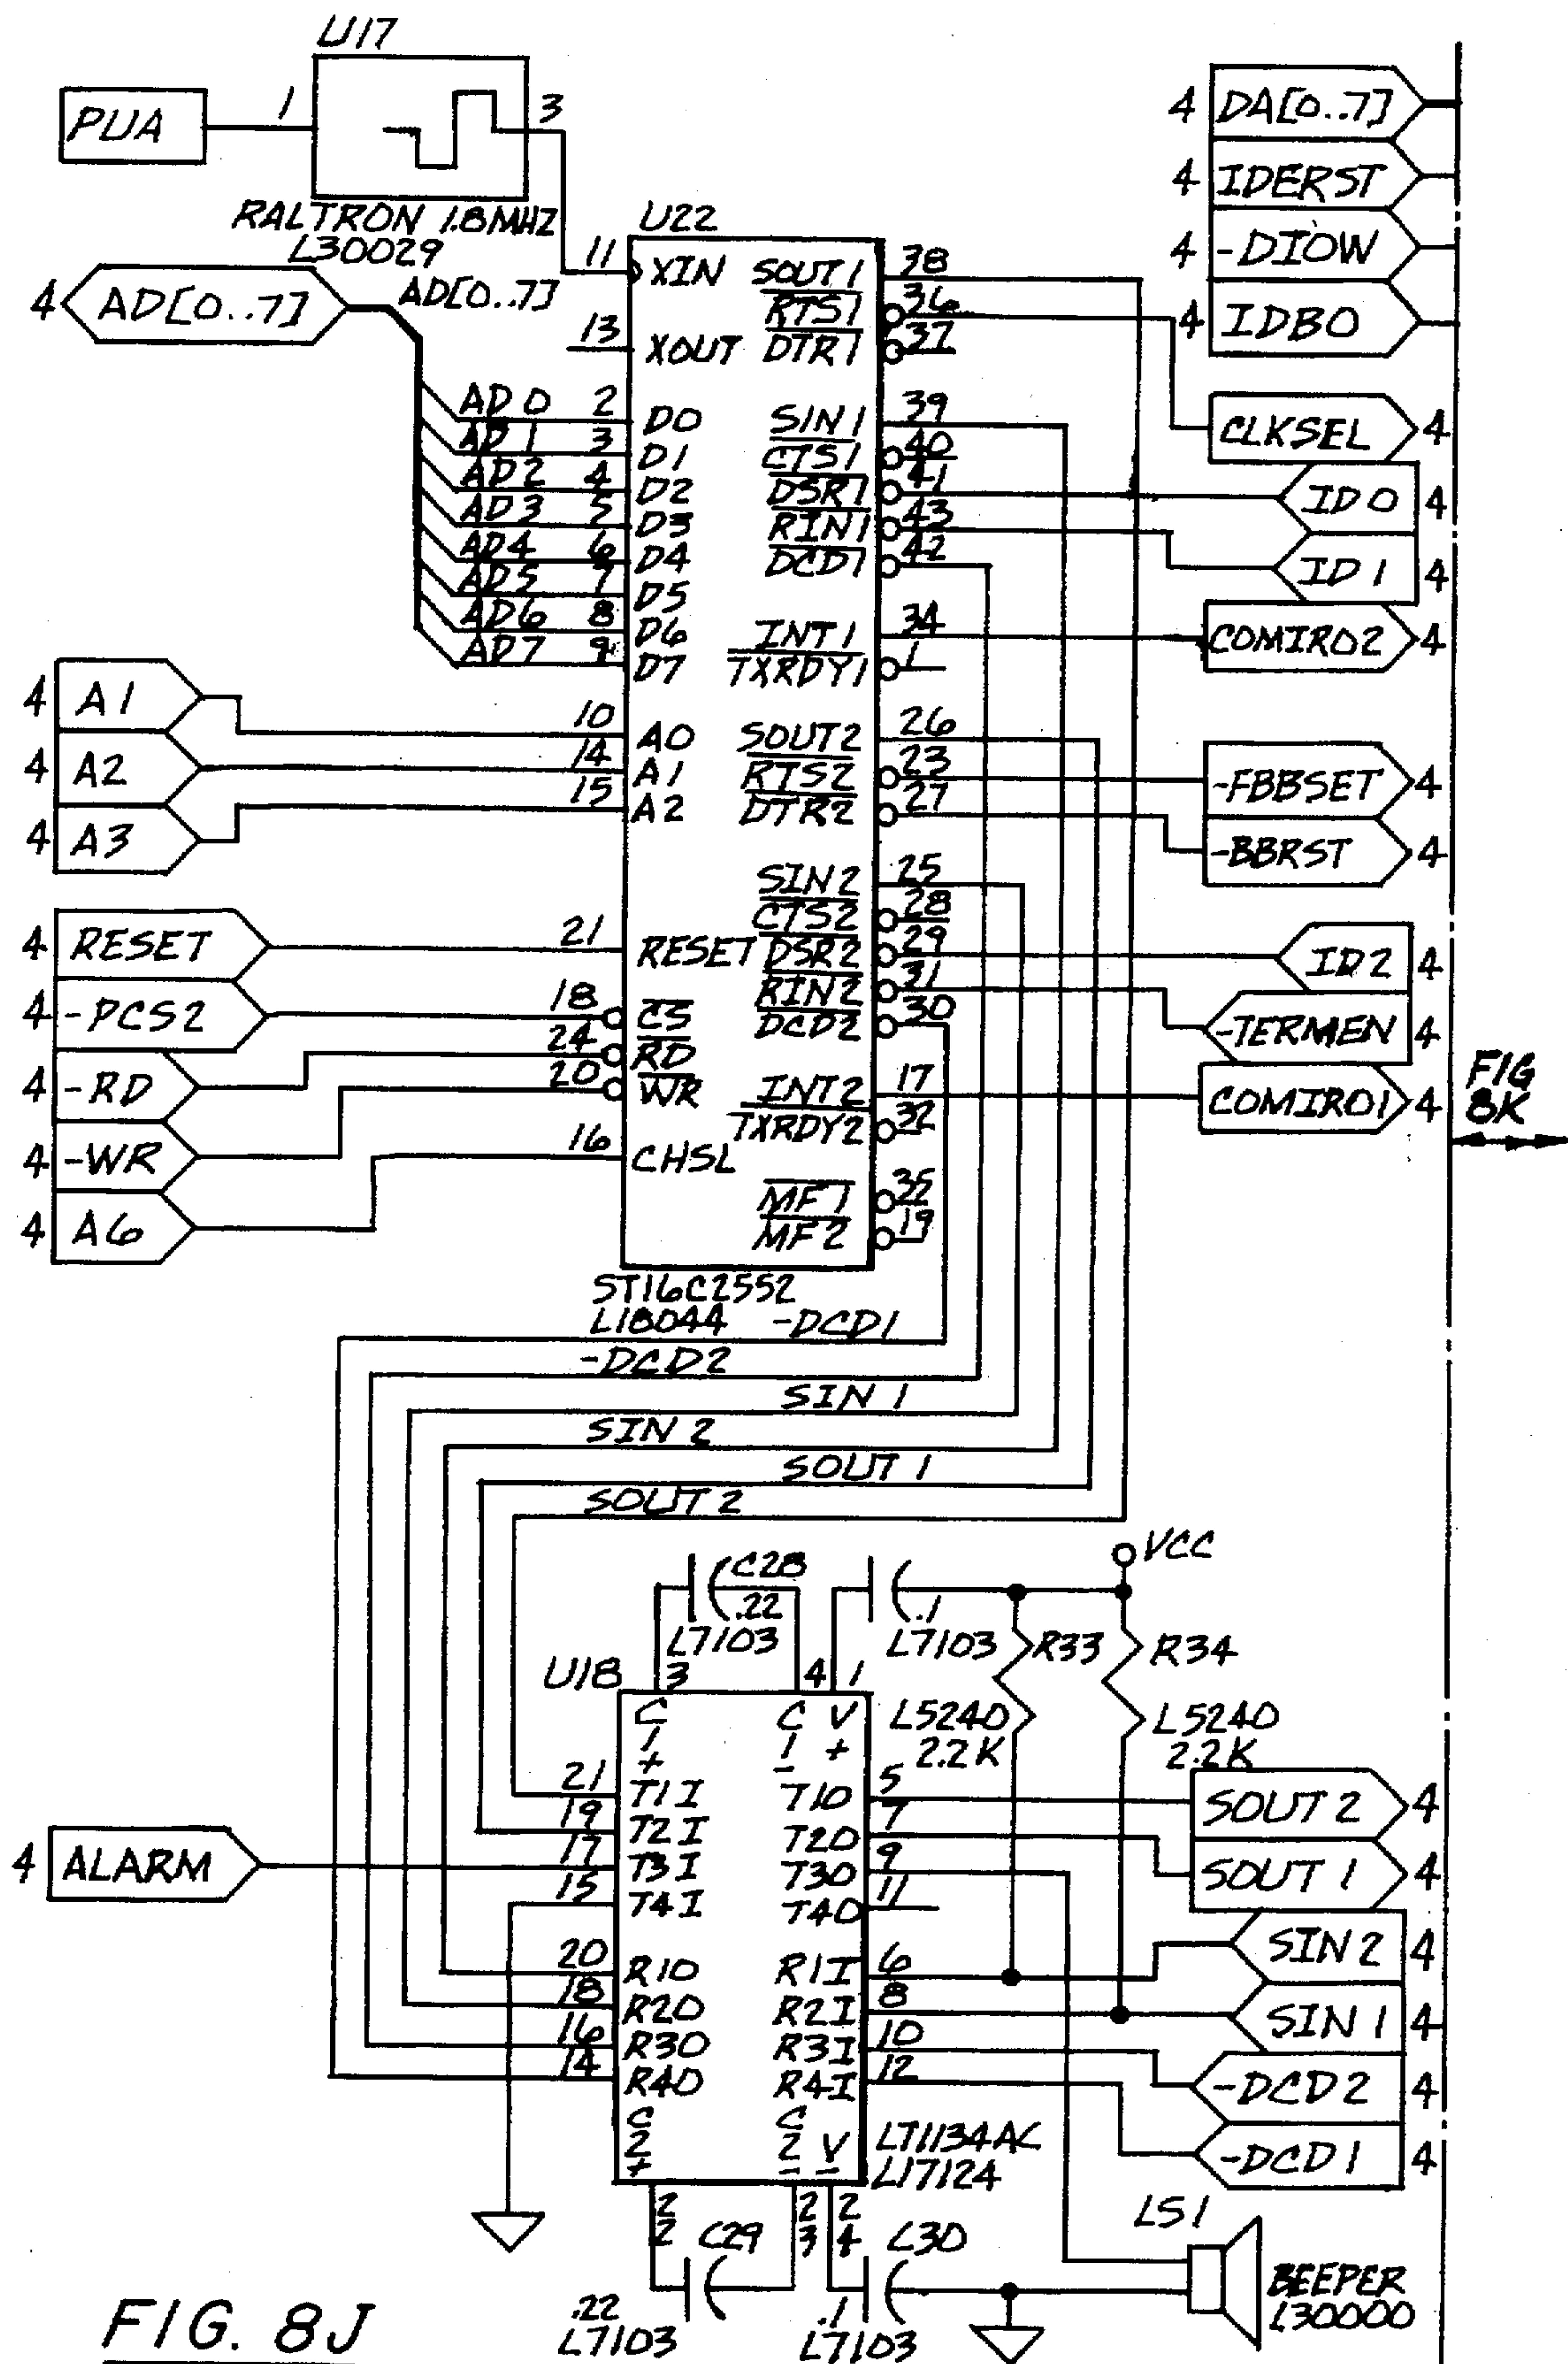 U17
PUA
1
3
RALTRON 1.8MHZ
L30029
4 AD[0..7]
AD[0..7]
4 DA[0..7]
4 IDERST
4 -DIOW
4 IDB0
U22
11 XIN SOUT1 38
RTS1 36
13 XOUT DTR1 37
AD0 2 D0 SIN1 39
AD1 3 D1 CTS1 40
AD2 4 D2 DSR1 41
AD3 5 D3 RIN1 43
AD4 6 D4 DCD1 42
AD5 7 D5
AD6 8 D6 INT1 34
AD7 9 D7 TXRDY1 1
CLKSEL 4
ID0 4
ID1 4
COMIRO2 4
4 A1 10 A0 SOUT2 26
4 A2 14 A1 RTS2 23 -FBBSET 4
4 A3 15 A2 DTR2 27 -BBRST 4
SIN2 25
CTS2 28
4 RESET 21 RESET DSR2 29 ID2 4
4 -PCS2 18 CS RIN2 31 -TERMEN 4
4 -RD 24 RD DCD2 30
4 -WR 20 WR INT2 17 COMIRO1 4
TXRDY2 32
4 A6 16 CHSL
MF1 35
MF2 19
FIG
8K
ST16C2552
L18044
-DCD1
-DCD2
SIN 1
SIN 2
SOUT 1
SOUT 2
VCC
C28
.22
L7103
.1
L7103
R33
L5240
2.2K
R34
L5240
2.2K
U18
3 4 1
C1+ C1- V+
21 T1I T1O 5 SOUT 2 4
19 T2I T2O 7 SOUT 1 4
4 ALARM 17 T3I T3O 9
15 T4I T4O 11
20 R1O R1I 6 SIN 2 4
18 R2O R2I 8 SIN 1 4
16 R3O R3I 10 -DCD2 4
14 R4O R4I 12 -DCD1 4
C2+ C2- V-
LT1134AC
L17124
22 23 24
C29
.22
L7103
L30
.1
L7103
LS1
BEEPER
L30000
FIG. 8J